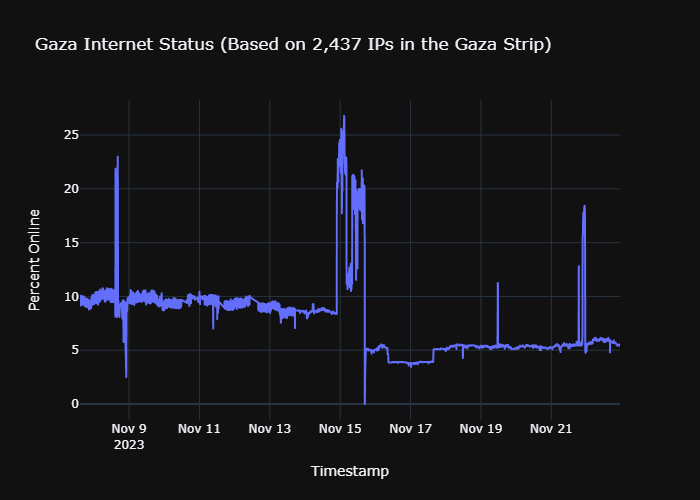 Gaza Internet Status (Based on 2,437 IPs in the Gaza Strip)
25
20
15
10
5
0
Percent Online
Nov 9 Nov 11 Nov 13 Nov 15 Nov 17 Nov 19 Nov 21
2023
Timestamp